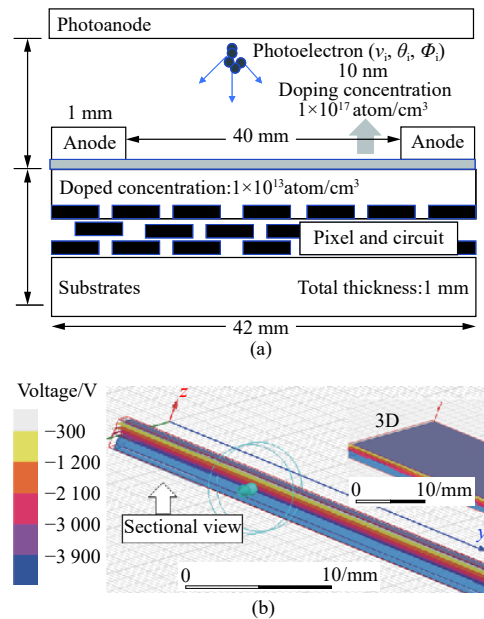 Photoanode
Photoelectron (vᵢ, θᵢ, Φᵢ)
10 nm
Doping concentration
1×10¹⁷ atom/cm³
1 mm
Anode
40 mm
Anode
Doped concentration:1×10¹³atom/cm³
Pixel and circuit
Substrates
Total thickness:1 mm
42 mm
(a)
Voltage/V
−300
−1 200
−2 100
−3 000
−3 900
z
3D
0
10/mm
Sectional view
y
0
10/mm
(b)